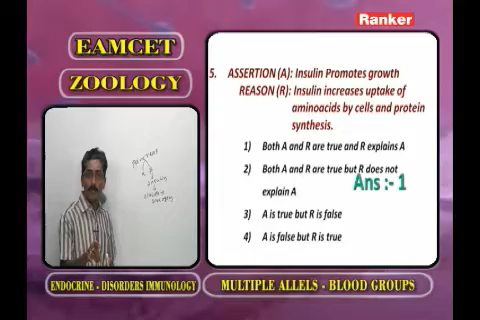 Ranker
EAMCET
ZOOLOGY
5. ASSERTION (A): Insulin Promotes growth
REASON (R): Insulin increases uptake of
aminoacids by cells and protein
synthesis.
1) Both A and R are true and R explains A
2) Both A and R are true but R does not
explain A
Ans :- 1
3) A is true but R is false
4) A is false but R is true
ENDOCRINE - DISORDERS IMMUNOLOGY
MULTIPLE ALLELS - BLOOD GROUPS